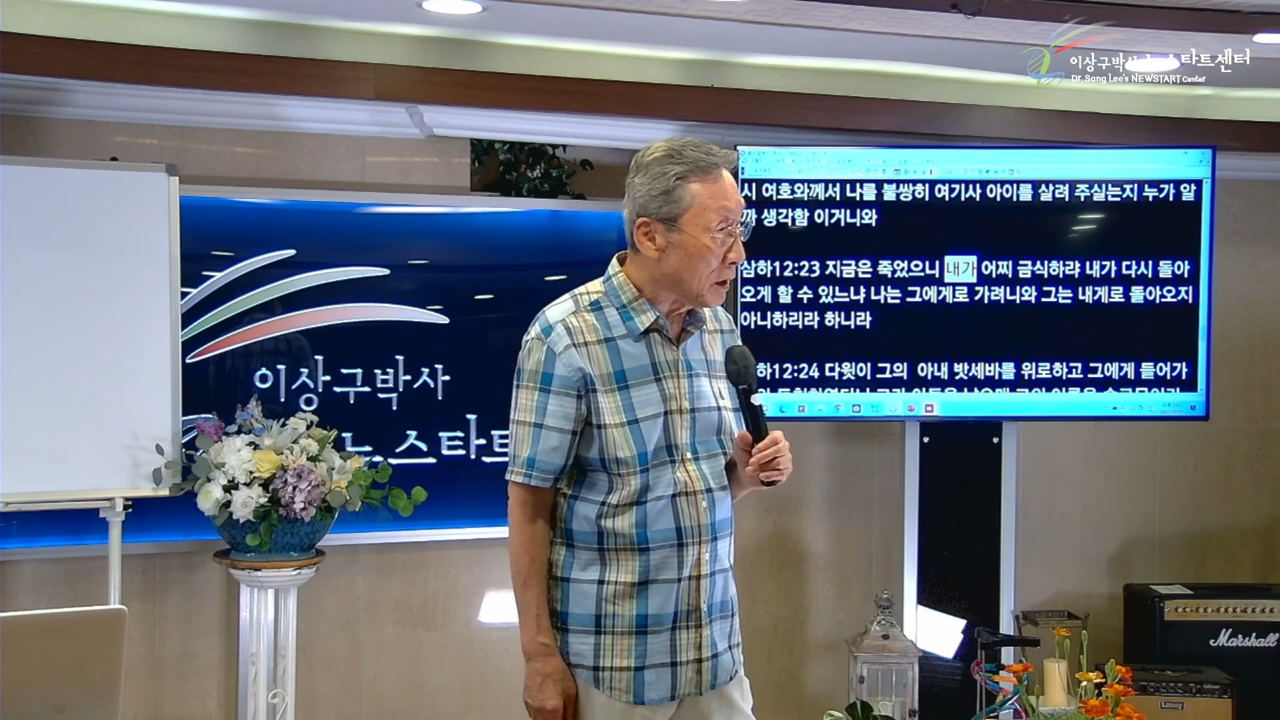 이상구박사 스타트센터
Dr. Sang Lee's NEWSTART Center
시 여호와께서 나를 불쌍히 여기사 아이를 살려 주실는지 누가 알
까 생각함 이거니와
삼하12:23 지금은 죽었으니 내가 어찌 금식하랴 내가 다시 돌아
오게 할 수 있느냐 나는 그에게로 가려니와 그는 내게로 돌아오지
아니하리라 하니라
하12:24 다윗이 그의 아내 밧세바를 위로하고 그에게 들어가
이상구박사
뉴스타트
Marshall
Laney